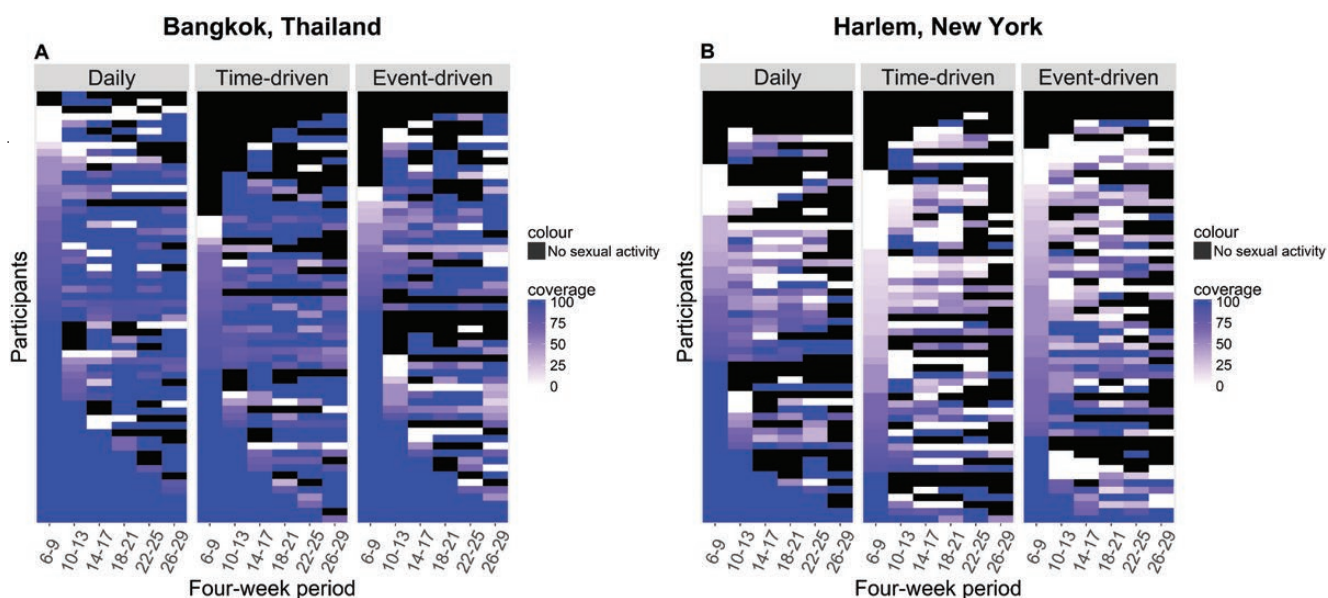 Bangkok, Thailand
A
Daily
Time-driven
Event-driven
Participants
6-9
10-13
14-17
18-21
22-25
26-29
6-9
10-13
14-17
18-21
22-25
26-29
6-9
10-13
14-17
18-21
22-25
26-29
Four-week period
colour
No sexual activity
coverage
100
75
50
25
0
Harlem, New York
B
Daily
Time-driven
Event-driven
Participants
6-9
10-13
14-17
18-21
22-25
26-29
6-9
10-13
14-17
18-21
22-25
26-29
6-9
10-13
14-17
18-21
22-25
26-29
Four-week period
colour
No sexual activity
coverage
100
75
50
25
0